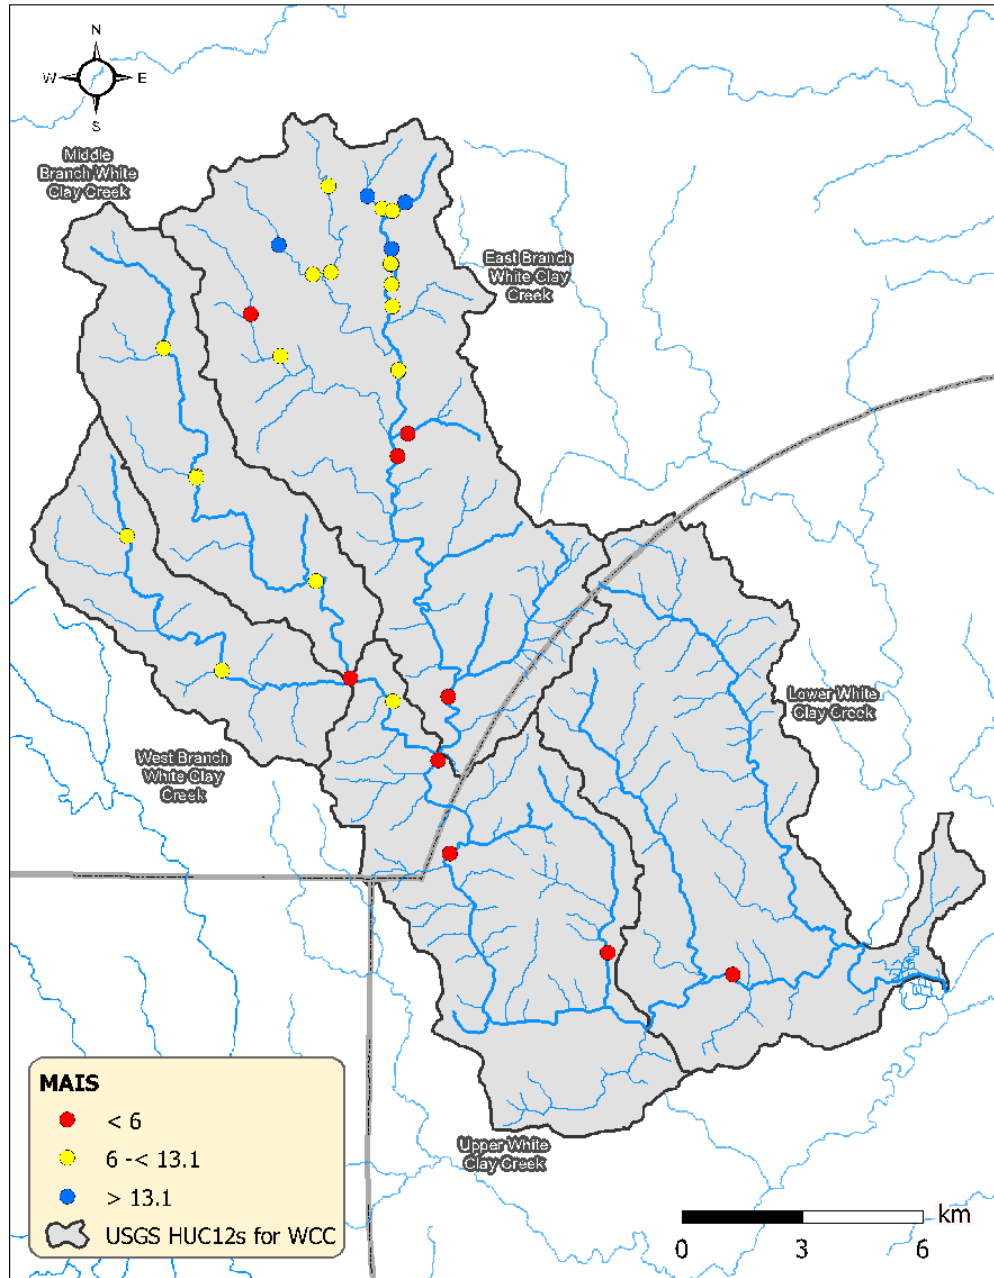 N
W E
S
Middle
Branch White
Clay Creek
East Branch
White Clay
Creek
Lower White
Clay Creek
West Branch
White Clay
Creek
Upper White
Clay Creek
MAIS
< 6
6 -< 13.1
> 13.1
USGS HUC12s for WCC
km
0 3 6